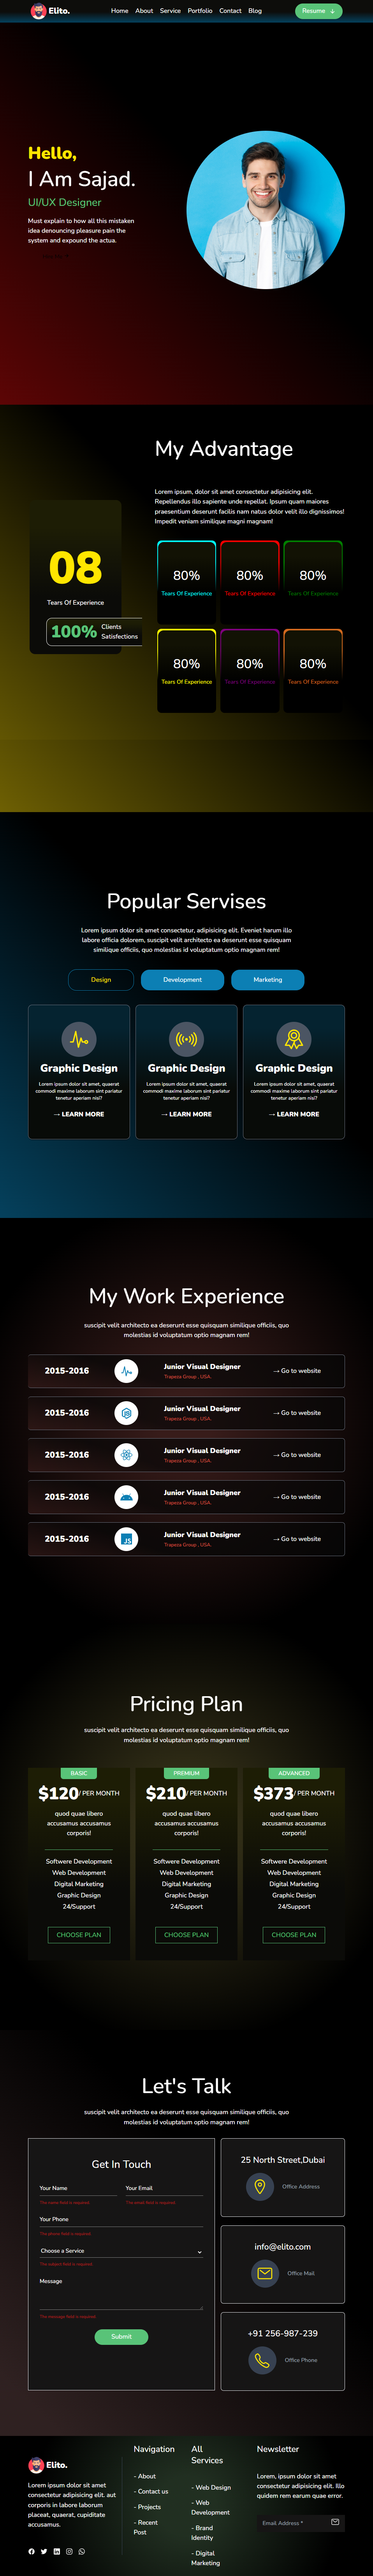 Elito.
Home About Service Portfolio Contact Blog
Resume ↓
Hello,
I Am Sajad.
UI/UX Designer
Must explain to how all this mistaken
idea denouncing pleasure pain the
system and expound the actua.
My Advantage
Lorem ipsum, dolor sit amet consectetur adipisicing elit.
Repellendus illo sapiente unde repellat. Ipsum quam maiores
praesentium deserunt facilis nam natus dolor velit illo dignissimos!
Impedit veniam similique magni magnam!
08
Tears Of Experience
100% Clients
Satisfections
80% 80% 80%
Tears Of Experience Tears Of Experience Tears Of Experience
80% 80% 80%
Tears Of Experience Tears Of Experience Tears Of Experience
Popular Servises
Lorem ipsum dolor sit amet consectetur, adipisicing elit. Eveniet harum illo
labore officia dolorem, suscipit velit architecto ea deserunt esse quisquam
similique officiis, quo molestias id voluptatum optio magnam rem!
Design Development Marketing
Graphic Design
Lorem ipsum dolor sit amet, quaerat
commodi maxime laborum sint pariatur
tenetur aperiam nisi?
→ LEARN MORE
Graphic Design
Lorem ipsum dolor sit amet, quaerat
commodi maxime laborum sint pariatur
tenetur aperiam nisi?
→ LEARN MORE
Graphic Design
Lorem ipsum dolor sit amet, quaerat
commodi maxime laborum sint pariatur
tenetur aperiam nisi?
→ LEARN MORE
My Work Experience
suscipit velit architecto ea deserunt esse quisquam similique officiis, quo
molestias id voluptatum optio magnam rem!
2015-2016 Junior Visual Designer → Go to website
Trapeza Group , USA.
2015-2016 Junior Visual Designer → Go to website
Trapeza Group , USA.
2015-2016 Junior Visual Designer → Go to website
Trapeza Group , USA.
2015-2016 Junior Visual Designer → Go to website
Trapeza Group , USA.
2015-2016 JS Junior Visual Designer → Go to website
Trapeza Group , USA.
Pricing Plan
suscipit velit architecto ea deserunt esse quisquam similique officiis, quo
molestias id voluptatum optio magnam rem!
BASIC
$120/ PER MONTH
quod quae libero
accusamus accusamus
corporis!
Softwere Development
Web Development
Digital Marketing
Graphic Design
24/Support
CHOOSE PLAN
PREMIUM
$210/ PER MONTH
quod quae libero
accusamus accusamus
corporis!
Softwere Development
Web Development
Digital Marketing
Graphic Design
24/Support
CHOOSE PLAN
ADVANCED
$373/ PER MONTH
quod quae libero
accusamus accusamus
corporis!
Softwere Development
Web Development
Digital Marketing
Graphic Design
24/Support
CHOOSE PLAN
Let's Talk
suscipit velit architecto ea deserunt esse quisquam similique officiis, quo
molestias id voluptatum optio magnam rem!
Get In Touch
Your Name Your Email
The name field is required. The email field is required.
Your Phone
The phone field is required.
Choose a Service
The subject field is required.
Message
The message field is required.
Submit
25 North Street,Dubai
Office Address
info@elito.com
Office Mail
+91 256-987-239
Office Phone
Elito.
Lorem ipsum dolor sit amet
consectetur adipisicing elit. aut
corporis in labore laborum
placeat, quaerat, cupiditate
accusamus.
Navigation
- About
- Contact us
- Projects
- Recent
Post
All
Services
- Web Design
- Web
Development
- Brand
Identity
- Digital
Marketing
Newsletter
Lorem, ipsum dolor sit amet
consectetur adipisicing elit. Illo
quidem rem earum quae error.
Email Address *